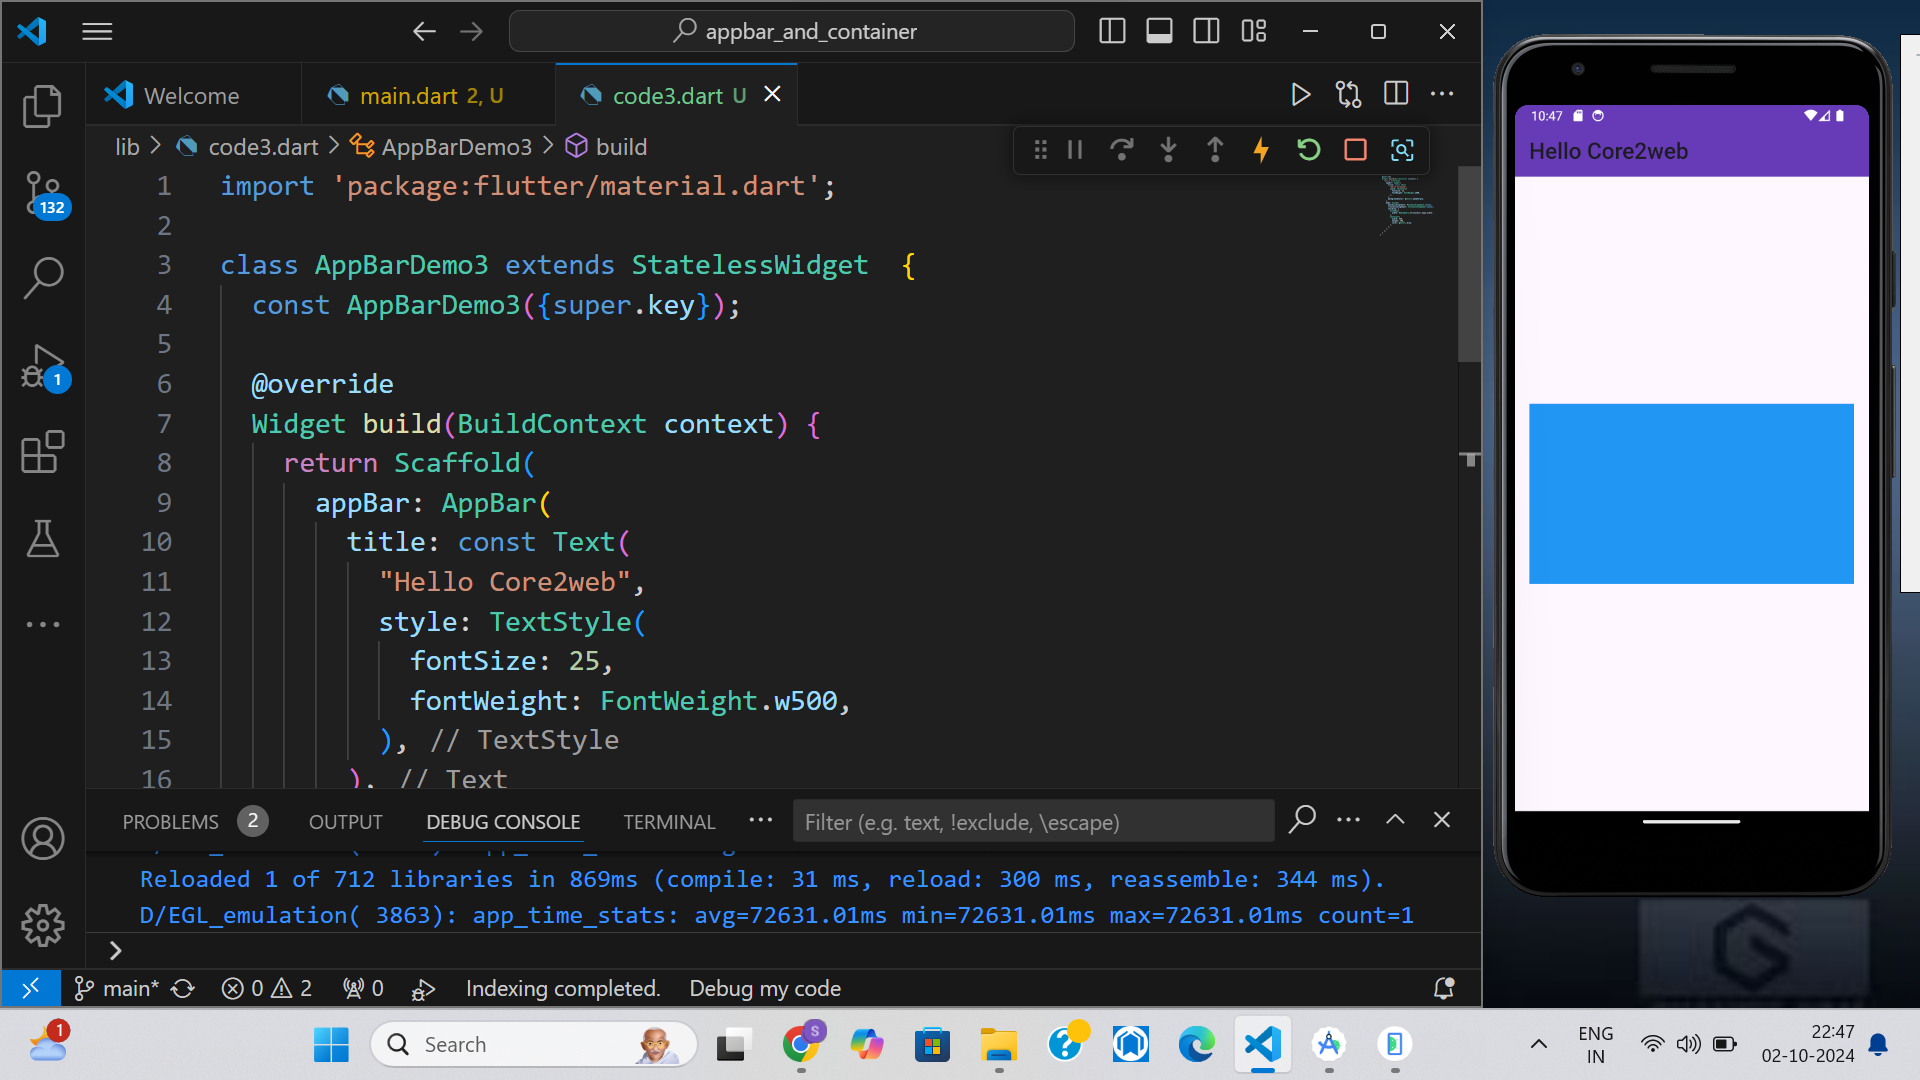 appbar_and_container
Welcome
main.dart 2, U
code3.dart U
lib > code3.dart > AppBarDemo3 > build
1 import 'package:flutter/material.dart';
2
3 class AppBarDemo3 extends StatelessWidget  {
4 const AppBarDemo3({super.key});
5
6 @override
7 Widget build(BuildContext context) {
8 return Scaffold(
9 appBar: AppBar(
10 title: const Text(
11 "Hello Core2web",
12 style: TextStyle(
13 fontSize: 25,
14 fontWeight: FontWeight.w500,
15 ), // TextStyle
16 ), // Text
132
1
PROBLEMS 2
OUTPUT
DEBUG CONSOLE
TERMINAL
Filter (e.g. text, !exclude, \escape)
Reloaded 1 of 712 libraries in 869ms (compile: 31 ms, reload: 300 ms, reassemble: 344 ms).
D/EGL_emulation( 3863): app_time_stats: avg=72631.01ms min=72631.01ms max=72631.01ms count=1
main* 0 2 0 Indexing completed. Debug my code
10:47
Hello Core2web
1
Search
S
ENG
IN
22:47
02-10-2024